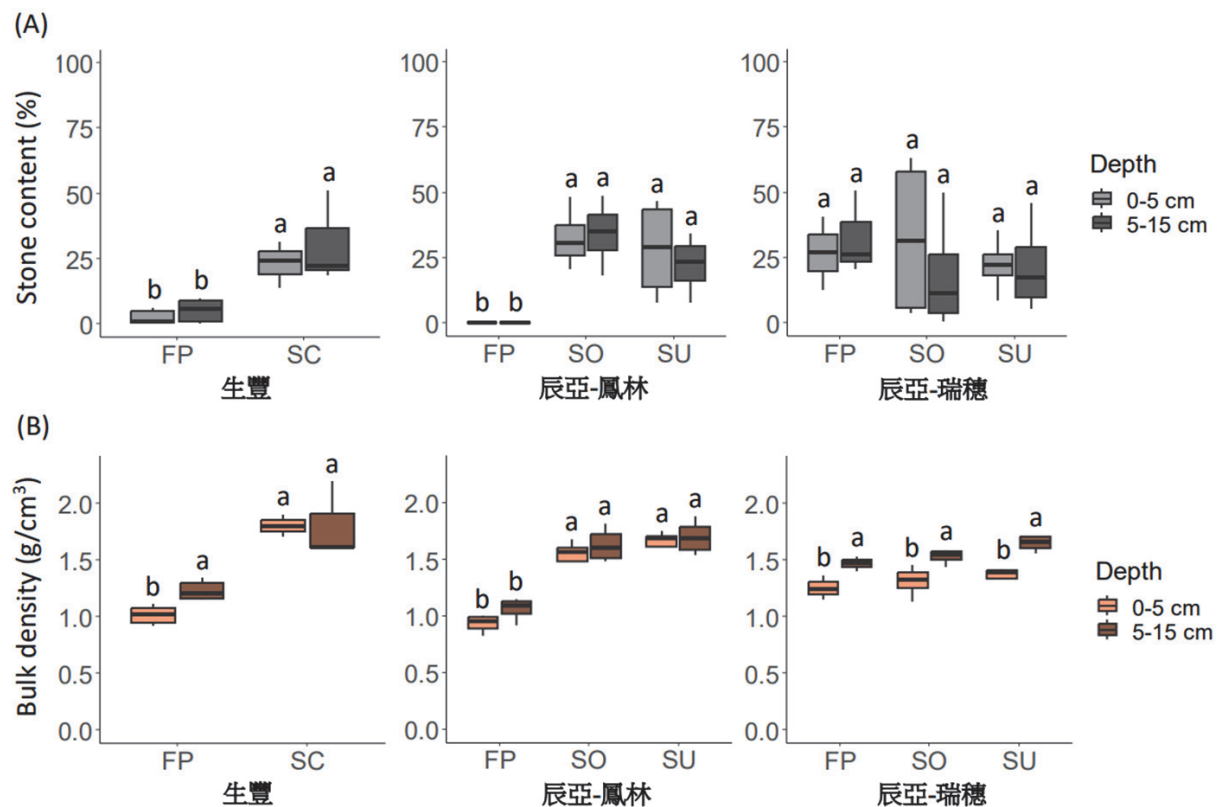 (A)
Stone content (%)
100
75
50
25
0
b
b
a
a
FP
SC
生豐
100
75
50
25
0
b
b
a
a
a
a
FP
SO
SU
辰亞-鳳林
100
75
50
25
0
a
a
a
a
a
a
FP
SO
SU
辰亞-瑞穗
Depth
0-5 cm
5-15 cm
(B)
Bulk density (g/cm³)
2.0
1.5
1.0
0.5
0.0
b
a
a
a
FP
SC
生豐
2.0
1.5
1.0
0.5
0.0
b
b
a
a
a
a
FP
SO
SU
辰亞-鳳林
2.0
1.5
1.0
0.5
0.0
b
a
b
a
b
a
FP
SO
SU
辰亞-瑞穗
Depth
0-5 cm
5-15 cm